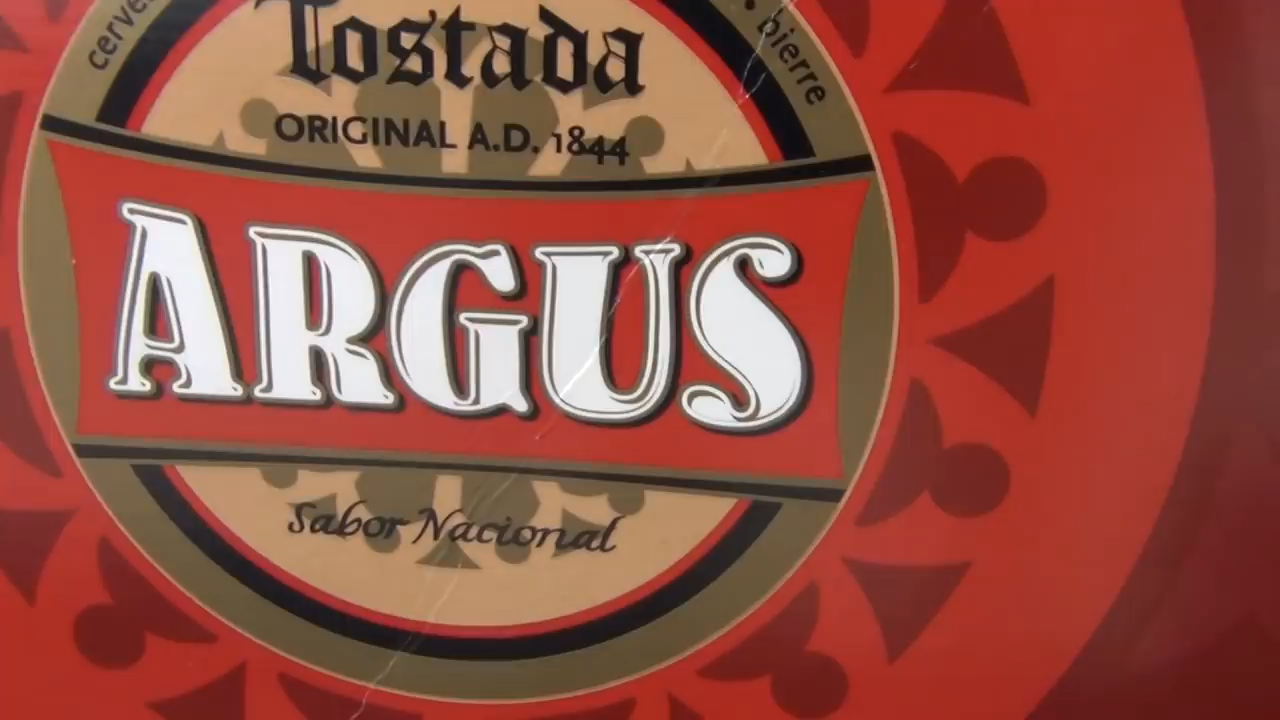 Tostada
bierre
ORIGINAL A.D. 1844
ARGUS
Sabor Nacional